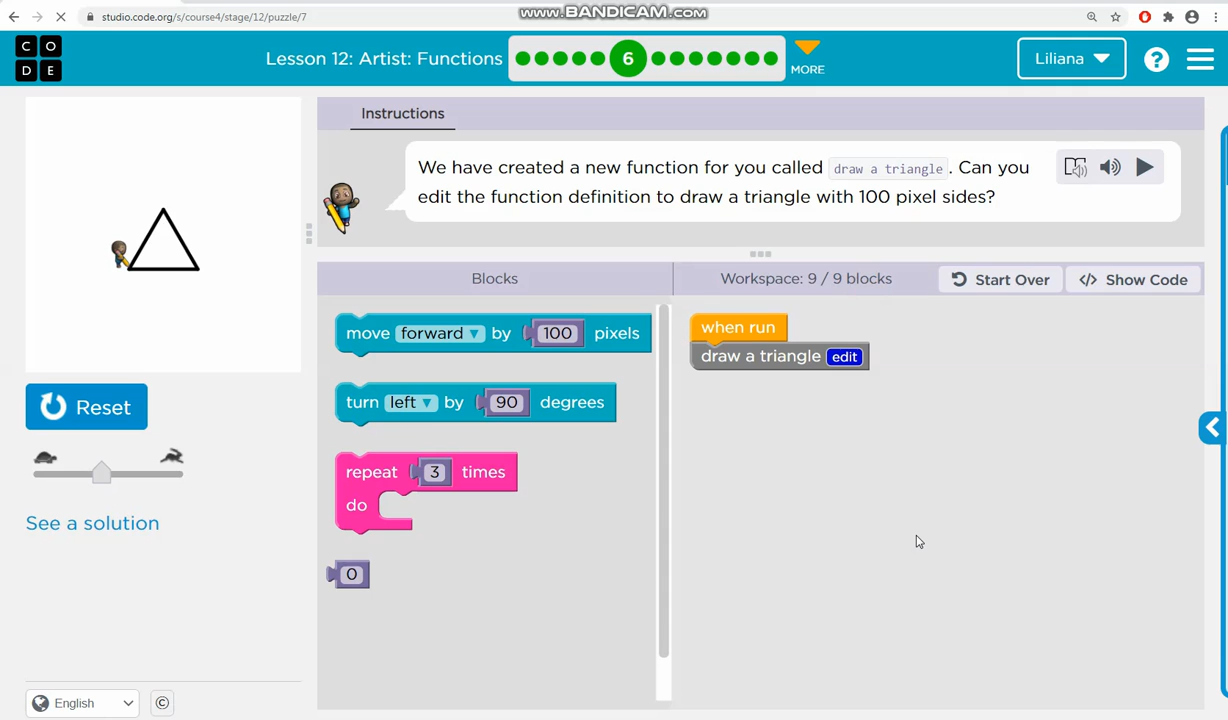 studio.code.org/s/course4/stage/12/puzzle/7
www.BANDICAM.com
C O
D E
Lesson 12: Artist: Functions
6
MORE
Liliana
?
Instructions
We have created a new function for you called draw a triangle. Can you
edit the function definition to draw a triangle with 100 pixel sides?
Blocks
Workspace: 9 / 9 blocks
Start Over
</> Show Code
move forward by 100 pixels
turn left by 90 degrees
repeat 3 times
do
0
when run
draw a triangle edit
Reset
See a solution
English
©